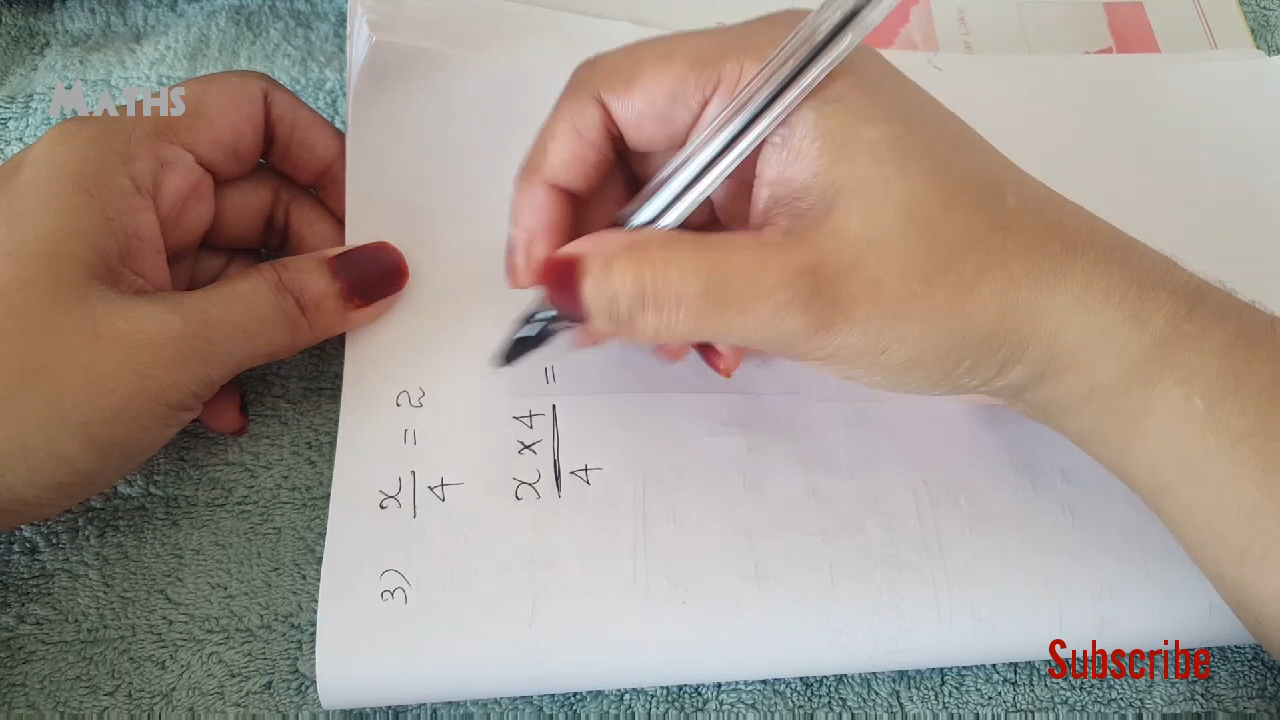 MATHS
3) x/4 = 2
x × 4/4 =
Subscribe